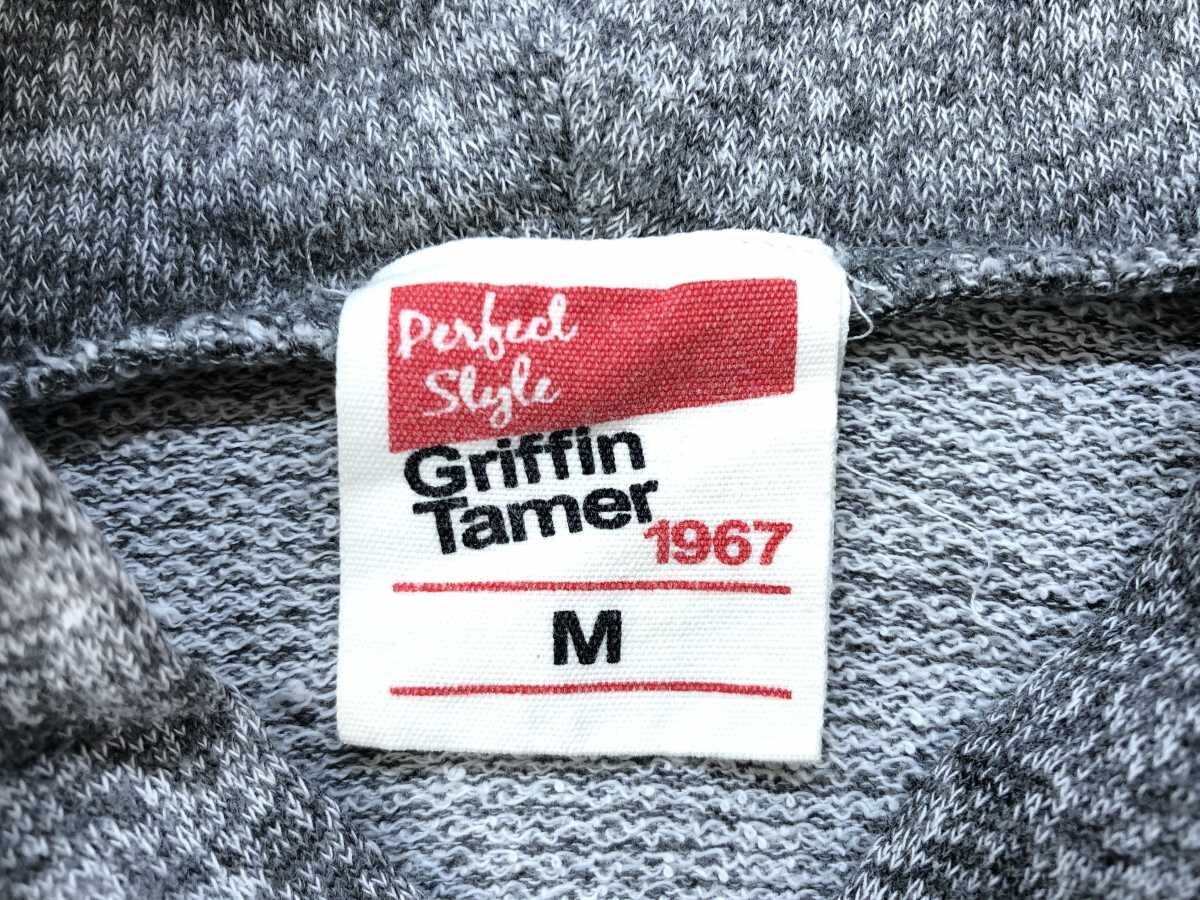 Perfect
Style
Griffin
Tamer
1967
M